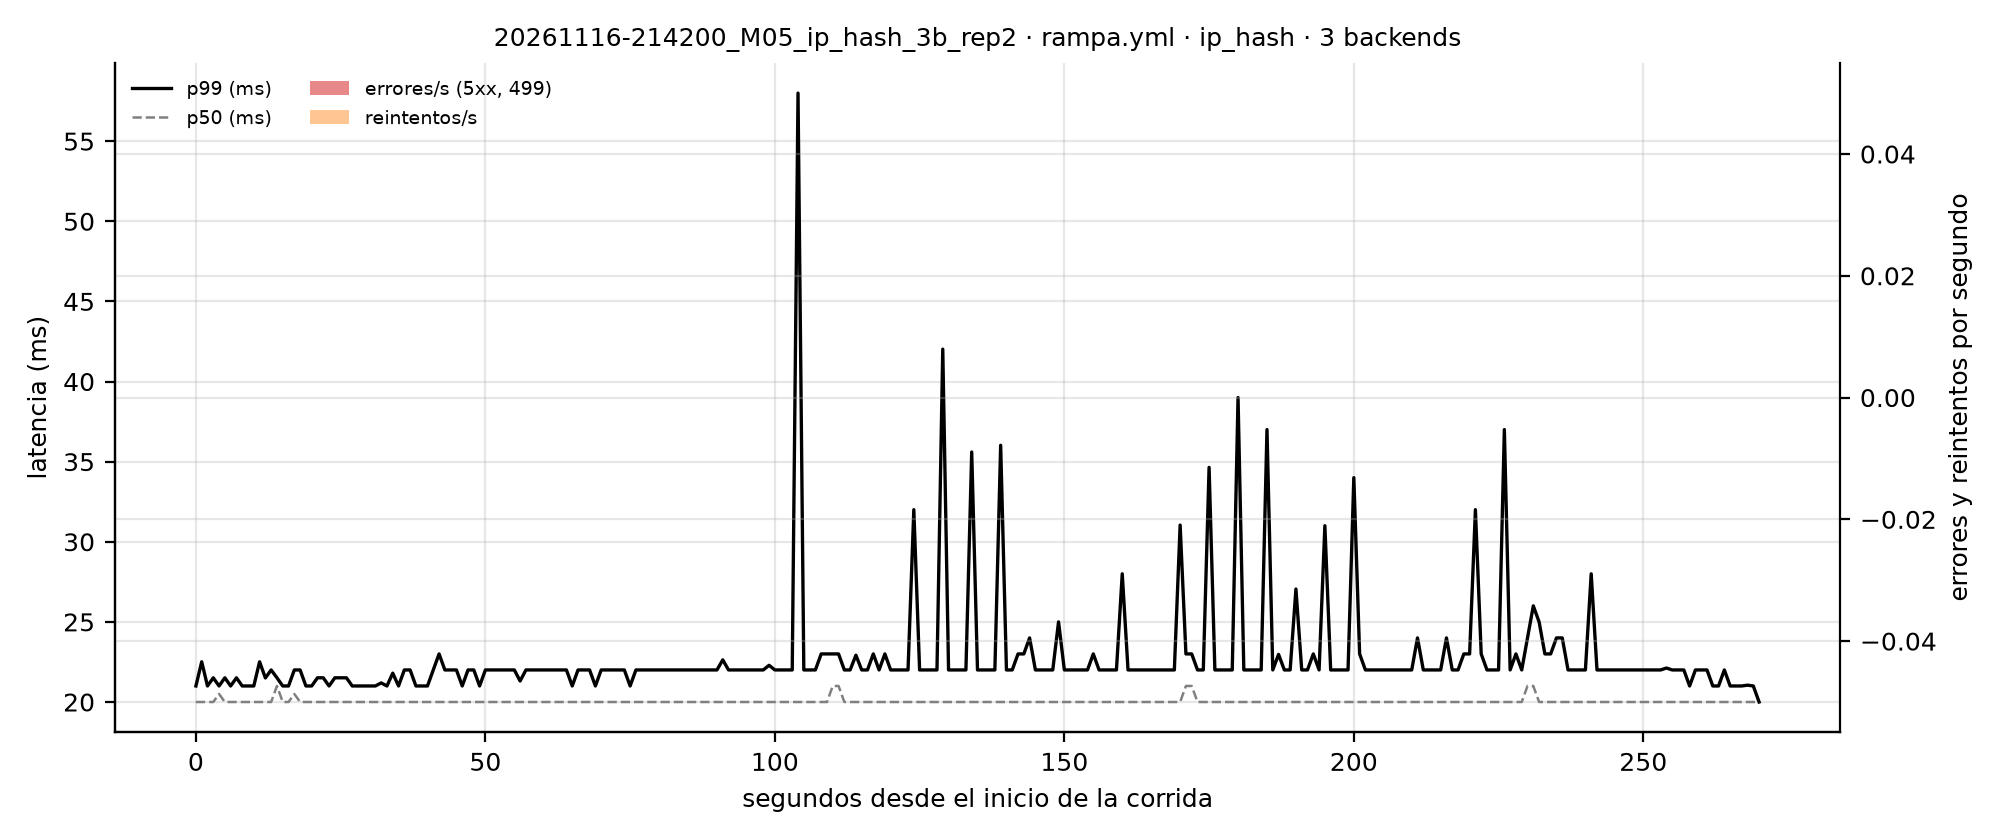 20261116-214200_M05_ip_hash_3b_rep2 · rampa.yml · ip_hash · 3 backends
p99 (ms)
p50 (ms)
errores/s (5xx, 499)
reintentos/s
latencia (ms)
55
50
45
40
35
30
25
20
0.04
0.02
0.00
−0.02
−0.04
errores y reintentos por segundo
0
50
100
150
200
250
segundos desde el inicio de la corrida